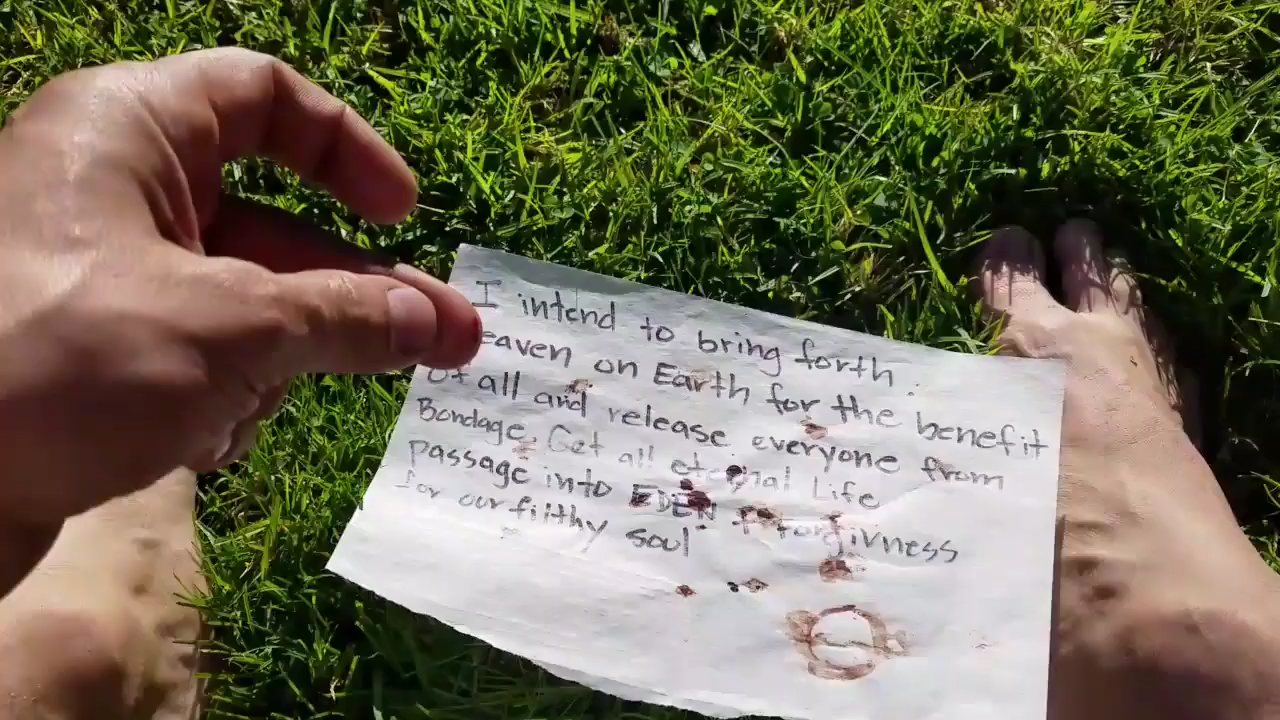 I intend to bring forth
eaven on Earth for the benefit
of all and release everyone from
Bondage. Get all eternal Life
passage into EDEN + forgivness
for our filthy soul